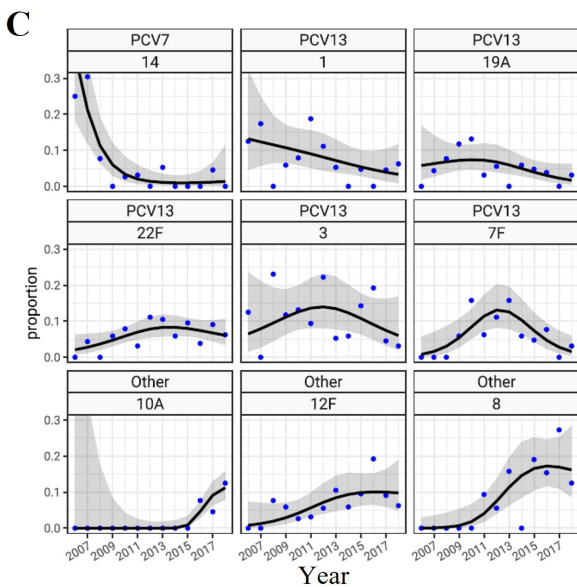 C
PCV7 PCV13 PCV13
14 1 19A
0.3
0.2
0.1
0.0
PCV13 PCV13 PCV13
22F 3 7F
0.3
0.2
0.1
0.0
proportion
Other Other Other
10A 12F 8
0.3
0.2
0.1
0.0
2007 2009 2011 2013 2015 2017 2007 2009 2011 2013 2015 2017 2007 2009 2011 2013 2015 2017
Year